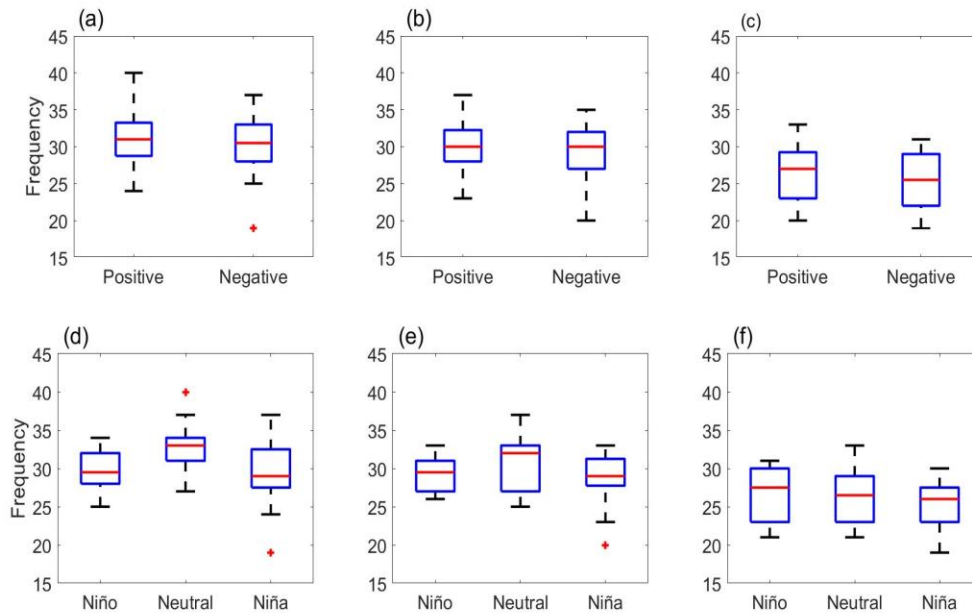 (a)
(b)
(c)
Frequency
45
40
35
30
25
20
15
Positive
Negative
45
40
35
30
25
20
15
Positive
Negative
45
40
35
30
25
20
15
Positive
Negative
(d)
(e)
(f)
Frequency
45
40
35
30
25
20
15
Niño
Neutral
Niña
45
40
35
30
25
20
15
Niño
Neutral
Niña
45
40
35
30
25
20
15
Niño
Neutral
Niña